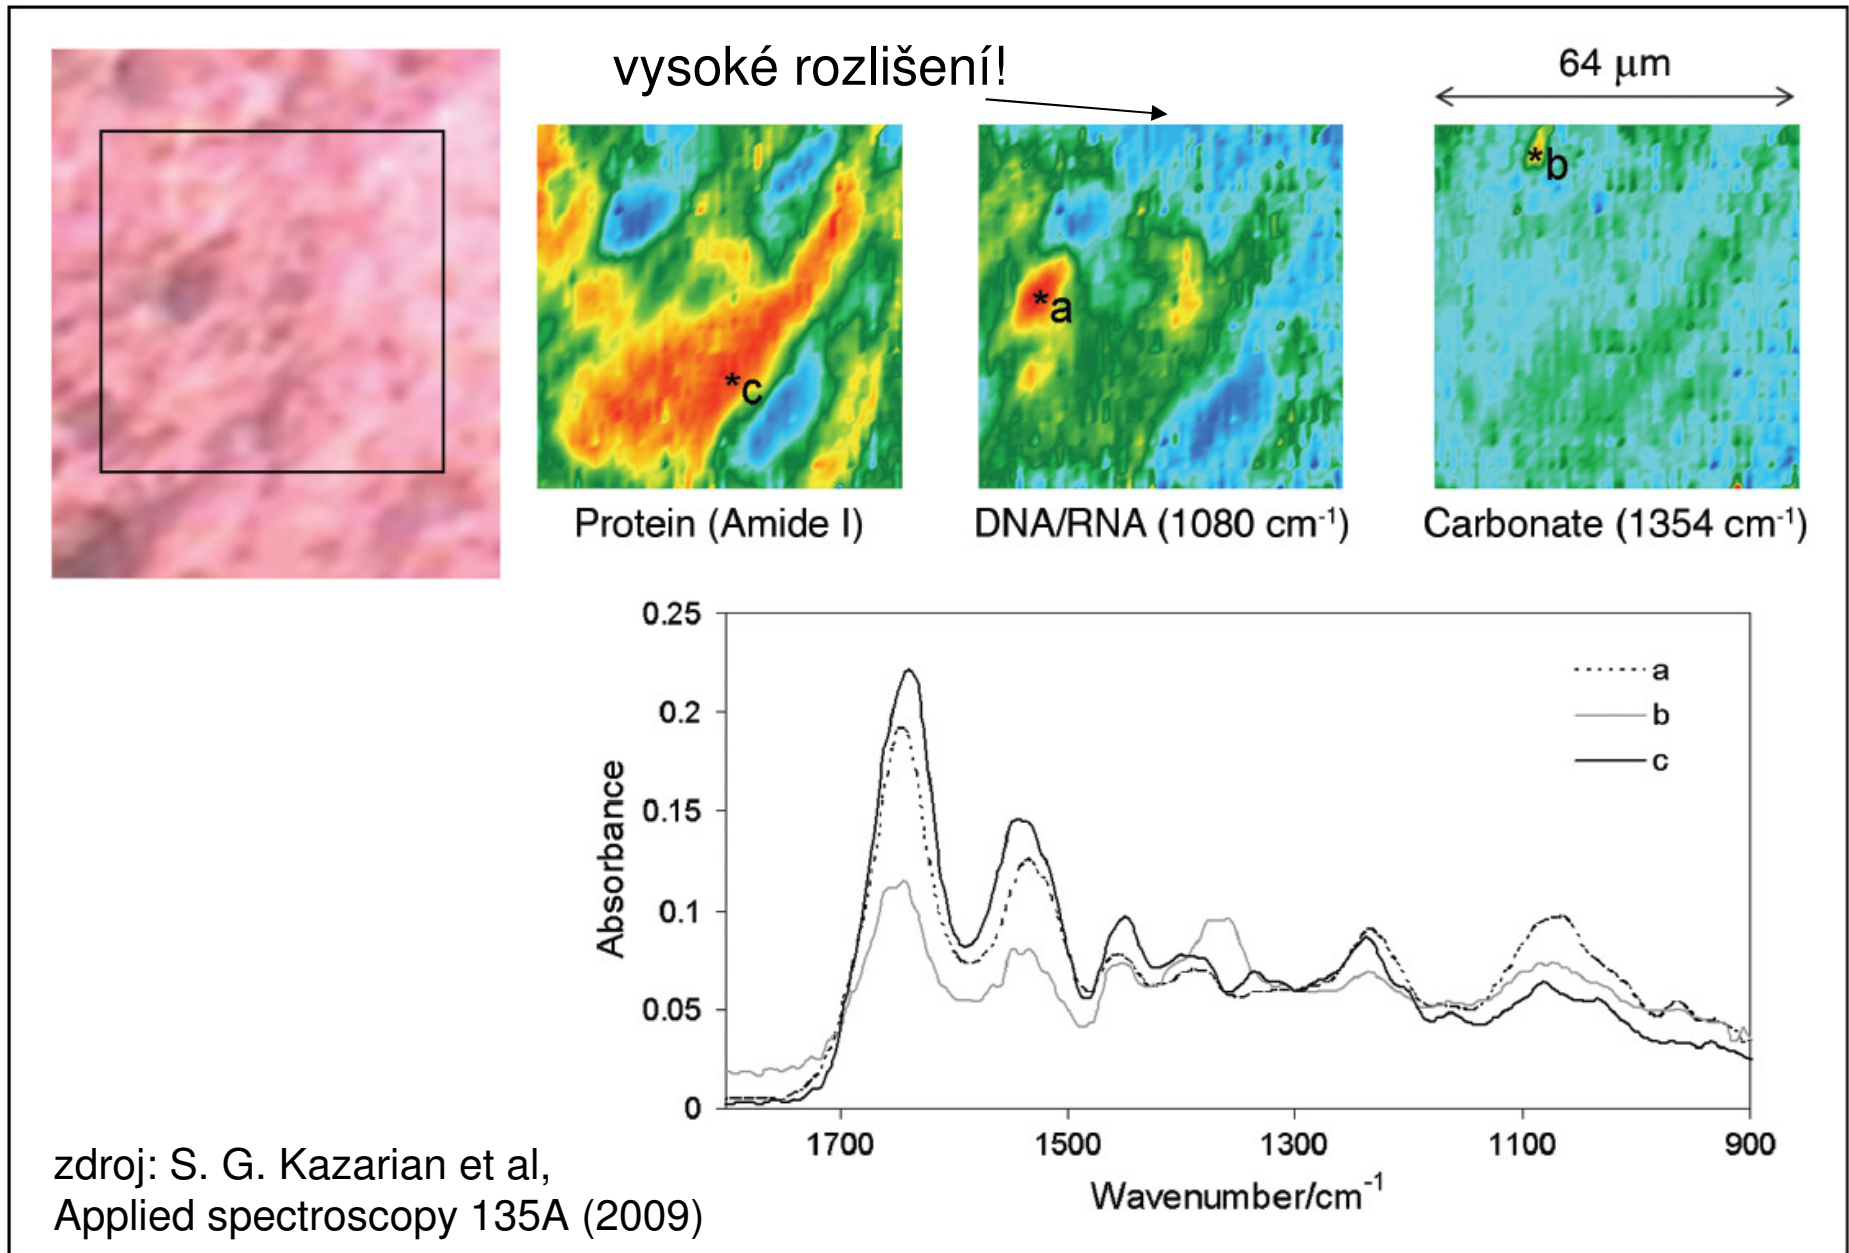 vysoké rozlišení!
64 μm
*c
*a
*b
Protein (Amide I)
DNA/RNA (1080 cm⁻¹)
Carbonate (1354 cm⁻¹)
0.25
0.2
0.15
0.1
0.05
0
Absorbance
a
b
c
1700 1500 1300 1100 900
Wavenumber/cm⁻¹
zdroj: S. G. Kazarian et al,
Applied spectroscopy 135A (2009)